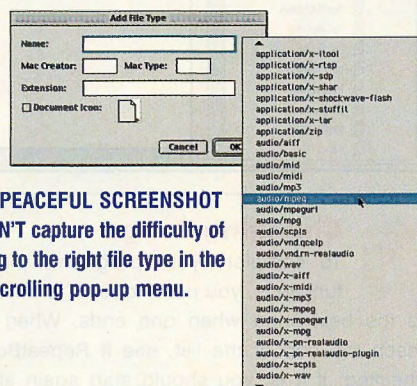 Add File Type
Name:
Mac Creator:
Mac Type:
Extension:
Document Icon:
Cancel
OK
PEACEFUL SCREENSHOT
N'T capture the difficulty of
g to the right file type in the
crolling pop-up menu.
application/x-itool
application/x-rtsp
application/x-sdp
application/x-shar
application/x-shockwave-flash
application/x-stuffit
application/x-tar
application/zip
audio/aiff
audio/basic
audio/mid
audio/midi
audio/mp3
audio/mpeg
audio/mpegurl
audio/mpg
audio/scpls
audio/vnd.qcelp
audio/vnd.rn-realaudio
audio/wav
audio/x-aiff
audio/x-midi
audio/x-mp3
audio/x-mpeg
audio/x-mpegurl
audio/x-mpg
audio/x-pn-realaudio
audio/x-pn-realaudio-plugin
audio/x-scpls
audio/x-wav